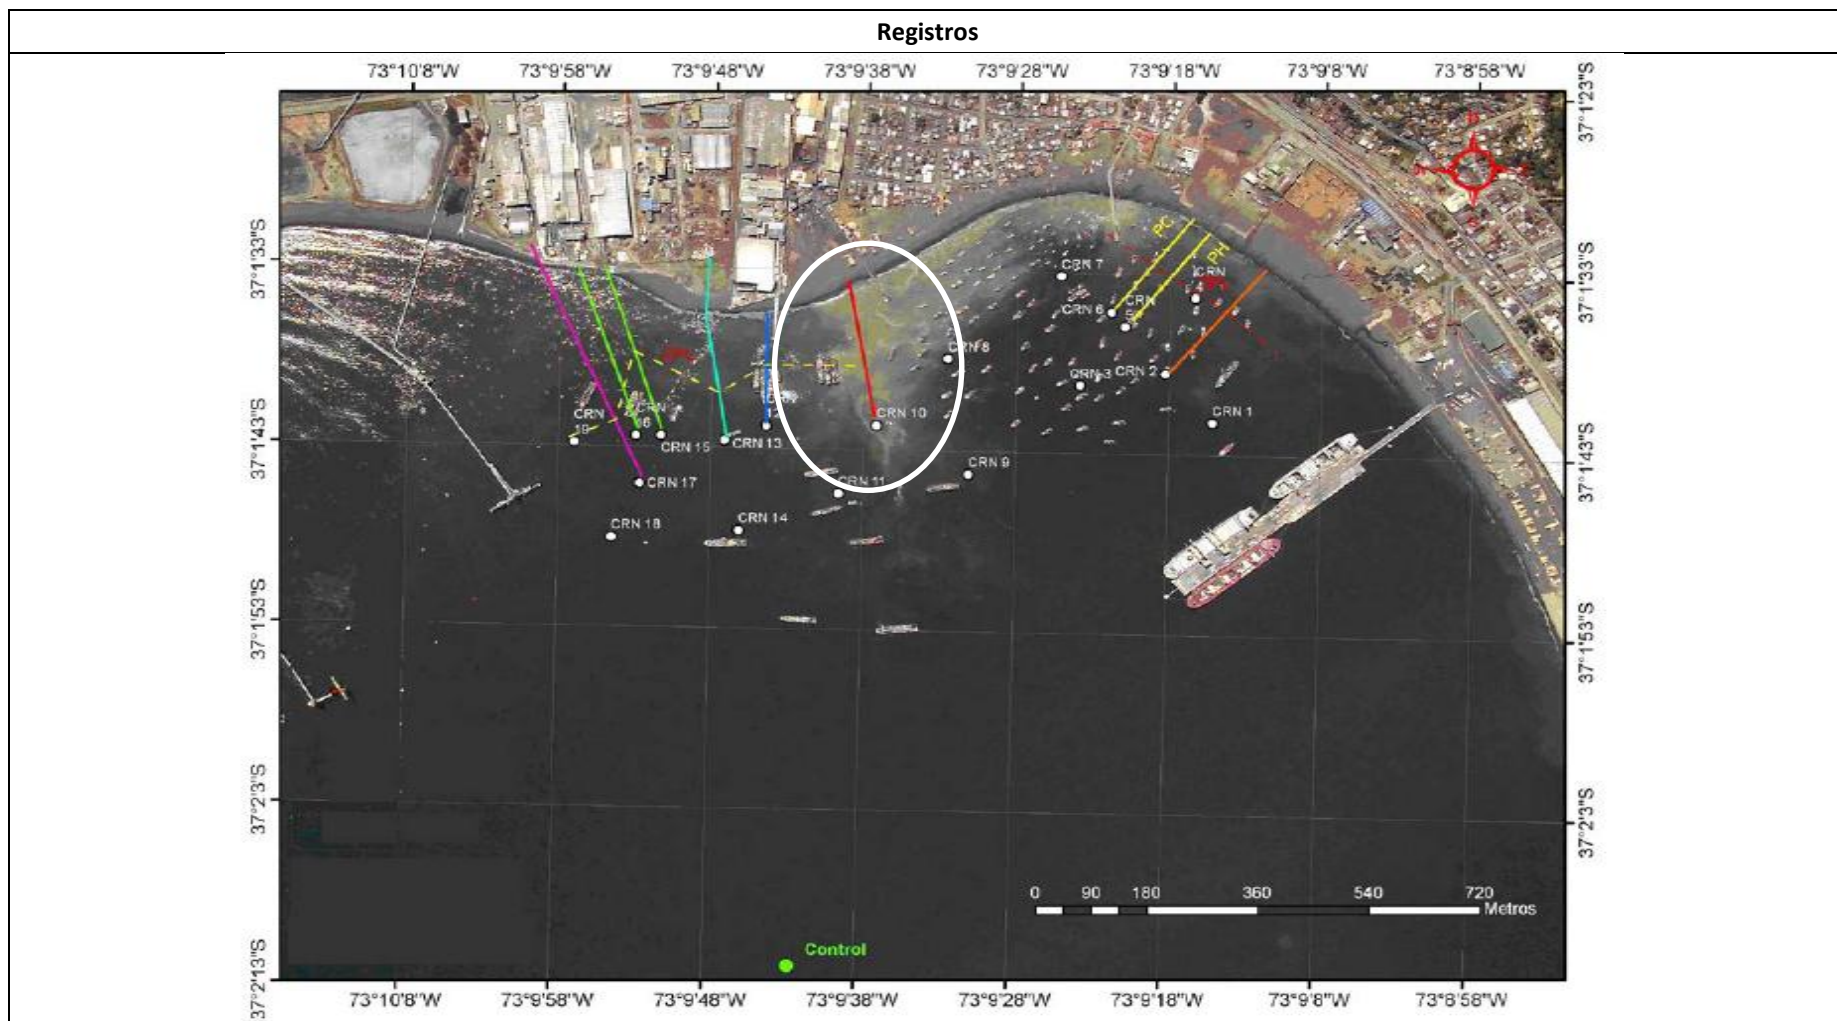 Registros
73°10'8"W 73°9'58"W 73°9'48"W 73°9'38"W 73°9'28"W 73°9'18"W 73°9'8"W 73°8'58"W
37°1'23"S
37°1'33"S 37°1'33"S
37°1'43"S 37°1'43"S
37°1'53"S 37°1'53"S
37°2'3"S 37°2'3"S
37°2'13"S
PC
PH
CRN 7
CRN
4
CRN 6
CRN
5
CRN 8
CRN 3
CRN 2
CRN 1
CRN 10
CRN
19
CRN
16
CRN 15
CRN 13
12
CRN 9
CRN 17
CRN 11
CRN 14
CRN 18
0 90 180 360 540 720
Metros
Control
73°10'8"W 73°9'58"W 73°9'48"W 73°9'38"W 73°9'28"W 73°9'18"W 73°9'8"W 73°8'58"W